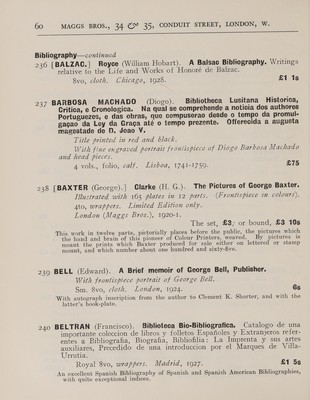 60 MAGGS BROS., 34 & 35, CONDUIT STREET, LONDON, W.
Bibliography—continued
236 [BALZAC.] Royce (William Hobart). A Balsac Bibliography. Writings
relative to the Life and Works of Honoré de Balzac.
8vo, cloth. Chicago, 1928. £1 1s
237 BARBOSA MACHADO (Diogo). Bibliotheca Lusitana Historica,
Critica, e Cronologica. Na qual se comprehende a noticia dos authores
Portuguezes, e das obras, que compuserao desde o tempo da promul-
gaçao da Ley da Graça até o tempo prezente. Offerecida a augusta
magestade de D. Joao V.
Title printed in red and black.
With fine engraved portrait frontispiece of Diogo Barbosa Machado
and head pieces.
4 vols., folio, calf. Lisboa, 1741-1759. £75
238 [BAXTER (George).] Clarke (H. G.). The Pictures of George Baxter.
Illustrated with 165 plates in 12 parts. (Frontispiece in colours).
4to, wrappers. Limited Edition only.
London (Maggs Bros.), 1920-1.
The set, £3; or bound, £3 10s
This work in twelve parts, pictorially places before the public, the pictures which
the hand and brain of this pioneer of Colour Printers, weared. By pictures is
meant the prints which Baxter produced for sale either on lettered or stamp
mount, and which number about one hundred and sixty-five.
239 BELL (Edward). A Brief memoir of George Bell, Publisher.
With frontispiece portrait of George Bell.
Sm. 8vo, cloth. London, 1924. 6s
With autograph inscription from the author to Clement K. Shorter, and with the
latter's book-plate.
240 BELTRAN (Francisco). Biblioteca Bio-Bibliografica. Catalogo de una
importante coleccion de libros y folletos Españoles y Extranjeros refer-
entes a Bibliografia, Biografia, Bibliofilia: La Imprenta y sus artes
auxiliares, Precedido de una introduccion por el Marques de Villa-
Urrutia.
Royal 8vo, wrappers. Madrid, 1927. £1 5s
An excellent Spanish Bibliography of Spanish and Spanish American Bibliographies,
with quite exceptional indices.